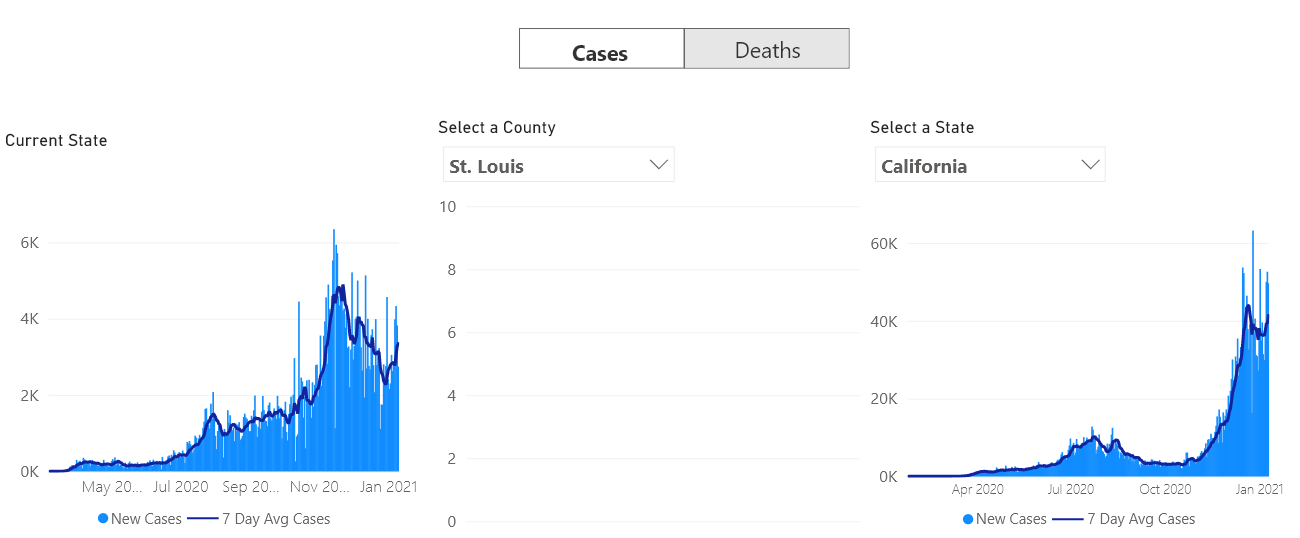 Cases Deaths
Current State
6K
4K
2K
0K
May 20... Jul 2020 Sep 20... Nov 20... Jan 2021
New Cases 7 Day Avg Cases
Select a County
St. Louis
10
8
6
4
2
0
Select a State
California
60K
40K
20K
0K
Apr 2020 Jul 2020 Oct 2020 Jan 2021
New Cases 7 Day Avg Cases